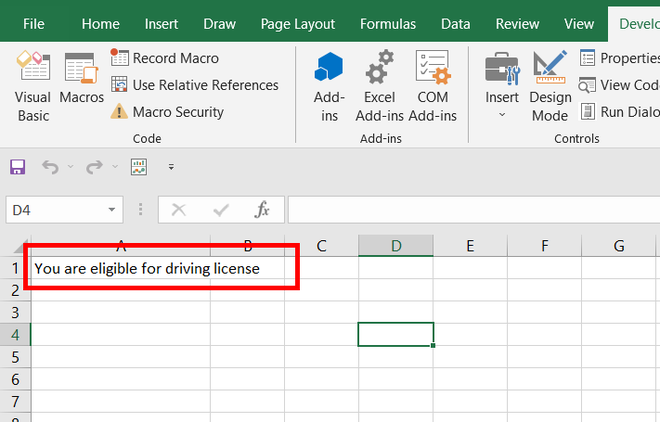 File Home Insert Draw Page Layout Formulas Data Review View Develo
Visual Basic
Macros
Record Macro
Use Relative References
Macro Security
Code
Add-ins
Excel Add-ins
COM Add-ins
Add-ins
Insert
Design Mode
Properties
View Cod
Run Dialo
Controls
D4
fx
A B C D E F G
1 You are eligible for driving license
2
3
4
5
6
7